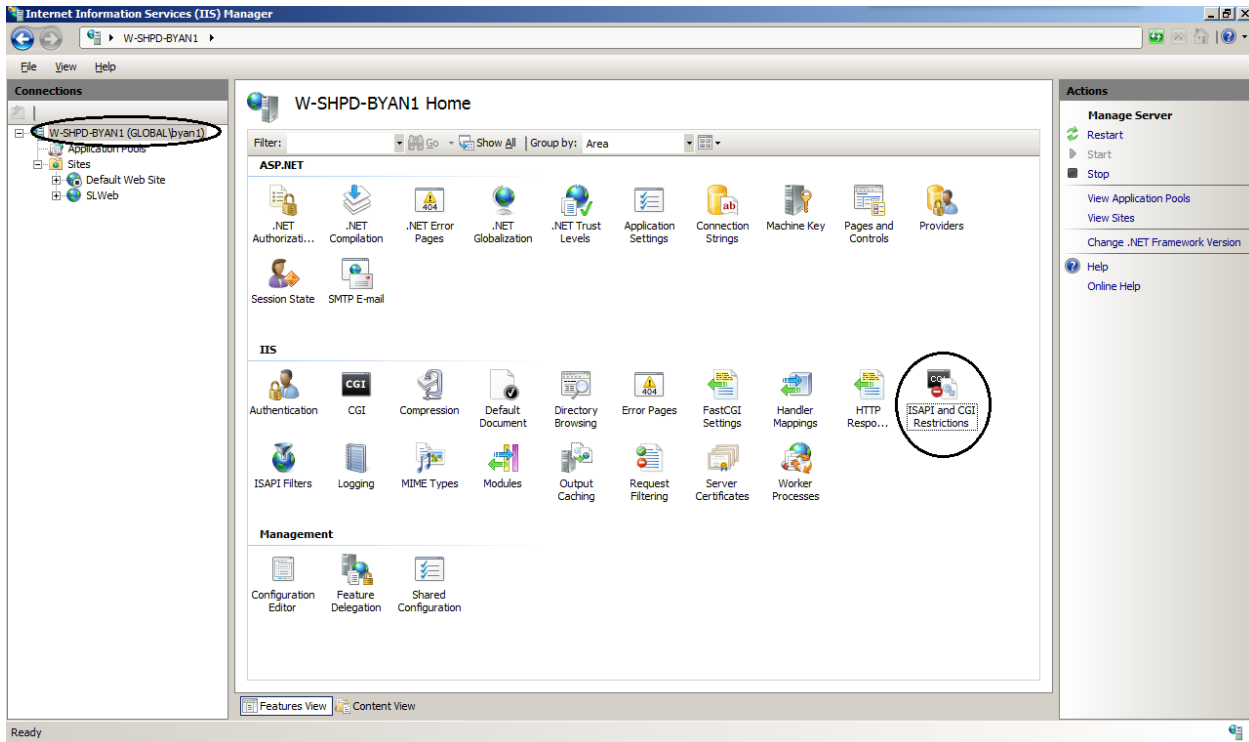 Internet Information Services (IIS) Manager
W-SHPD-BYAN1
File View Help
Connections
W-SHPD-BYAN1 (GLOBAL\byan1)
Application Pools
Sites
Default Web Site
SLWeb
W-SHPD-BYAN1 Home
Filter: Go Show All Group by: Area
ASP.NET
.NET Authorizati...
.NET Compilation
.NET Error Pages
.NET Globalization
.NET Trust Levels
Application Settings
Connection Strings
Machine Key
Pages and Controls
Providers
Session State
SMTP E-mail
IIS
Authentication
CGI
Compression
Default Document
Directory Browsing
Error Pages
FastCGI Settings
Handler Mappings
HTTP Respo...
ISAPI and CGI Restrictions
ISAPI Filters
Logging
MIME Types
Modules
Output Caching
Request Filtering
Server Certificates
Worker Processes
Management
Configuration Editor
Feature Delegation
Shared Configuration
Features View Content View
Ready
Actions
Manage Server
Restart
Start
Stop
View Application Pools
View Sites
Change .NET Framework Version
Help
Online Help